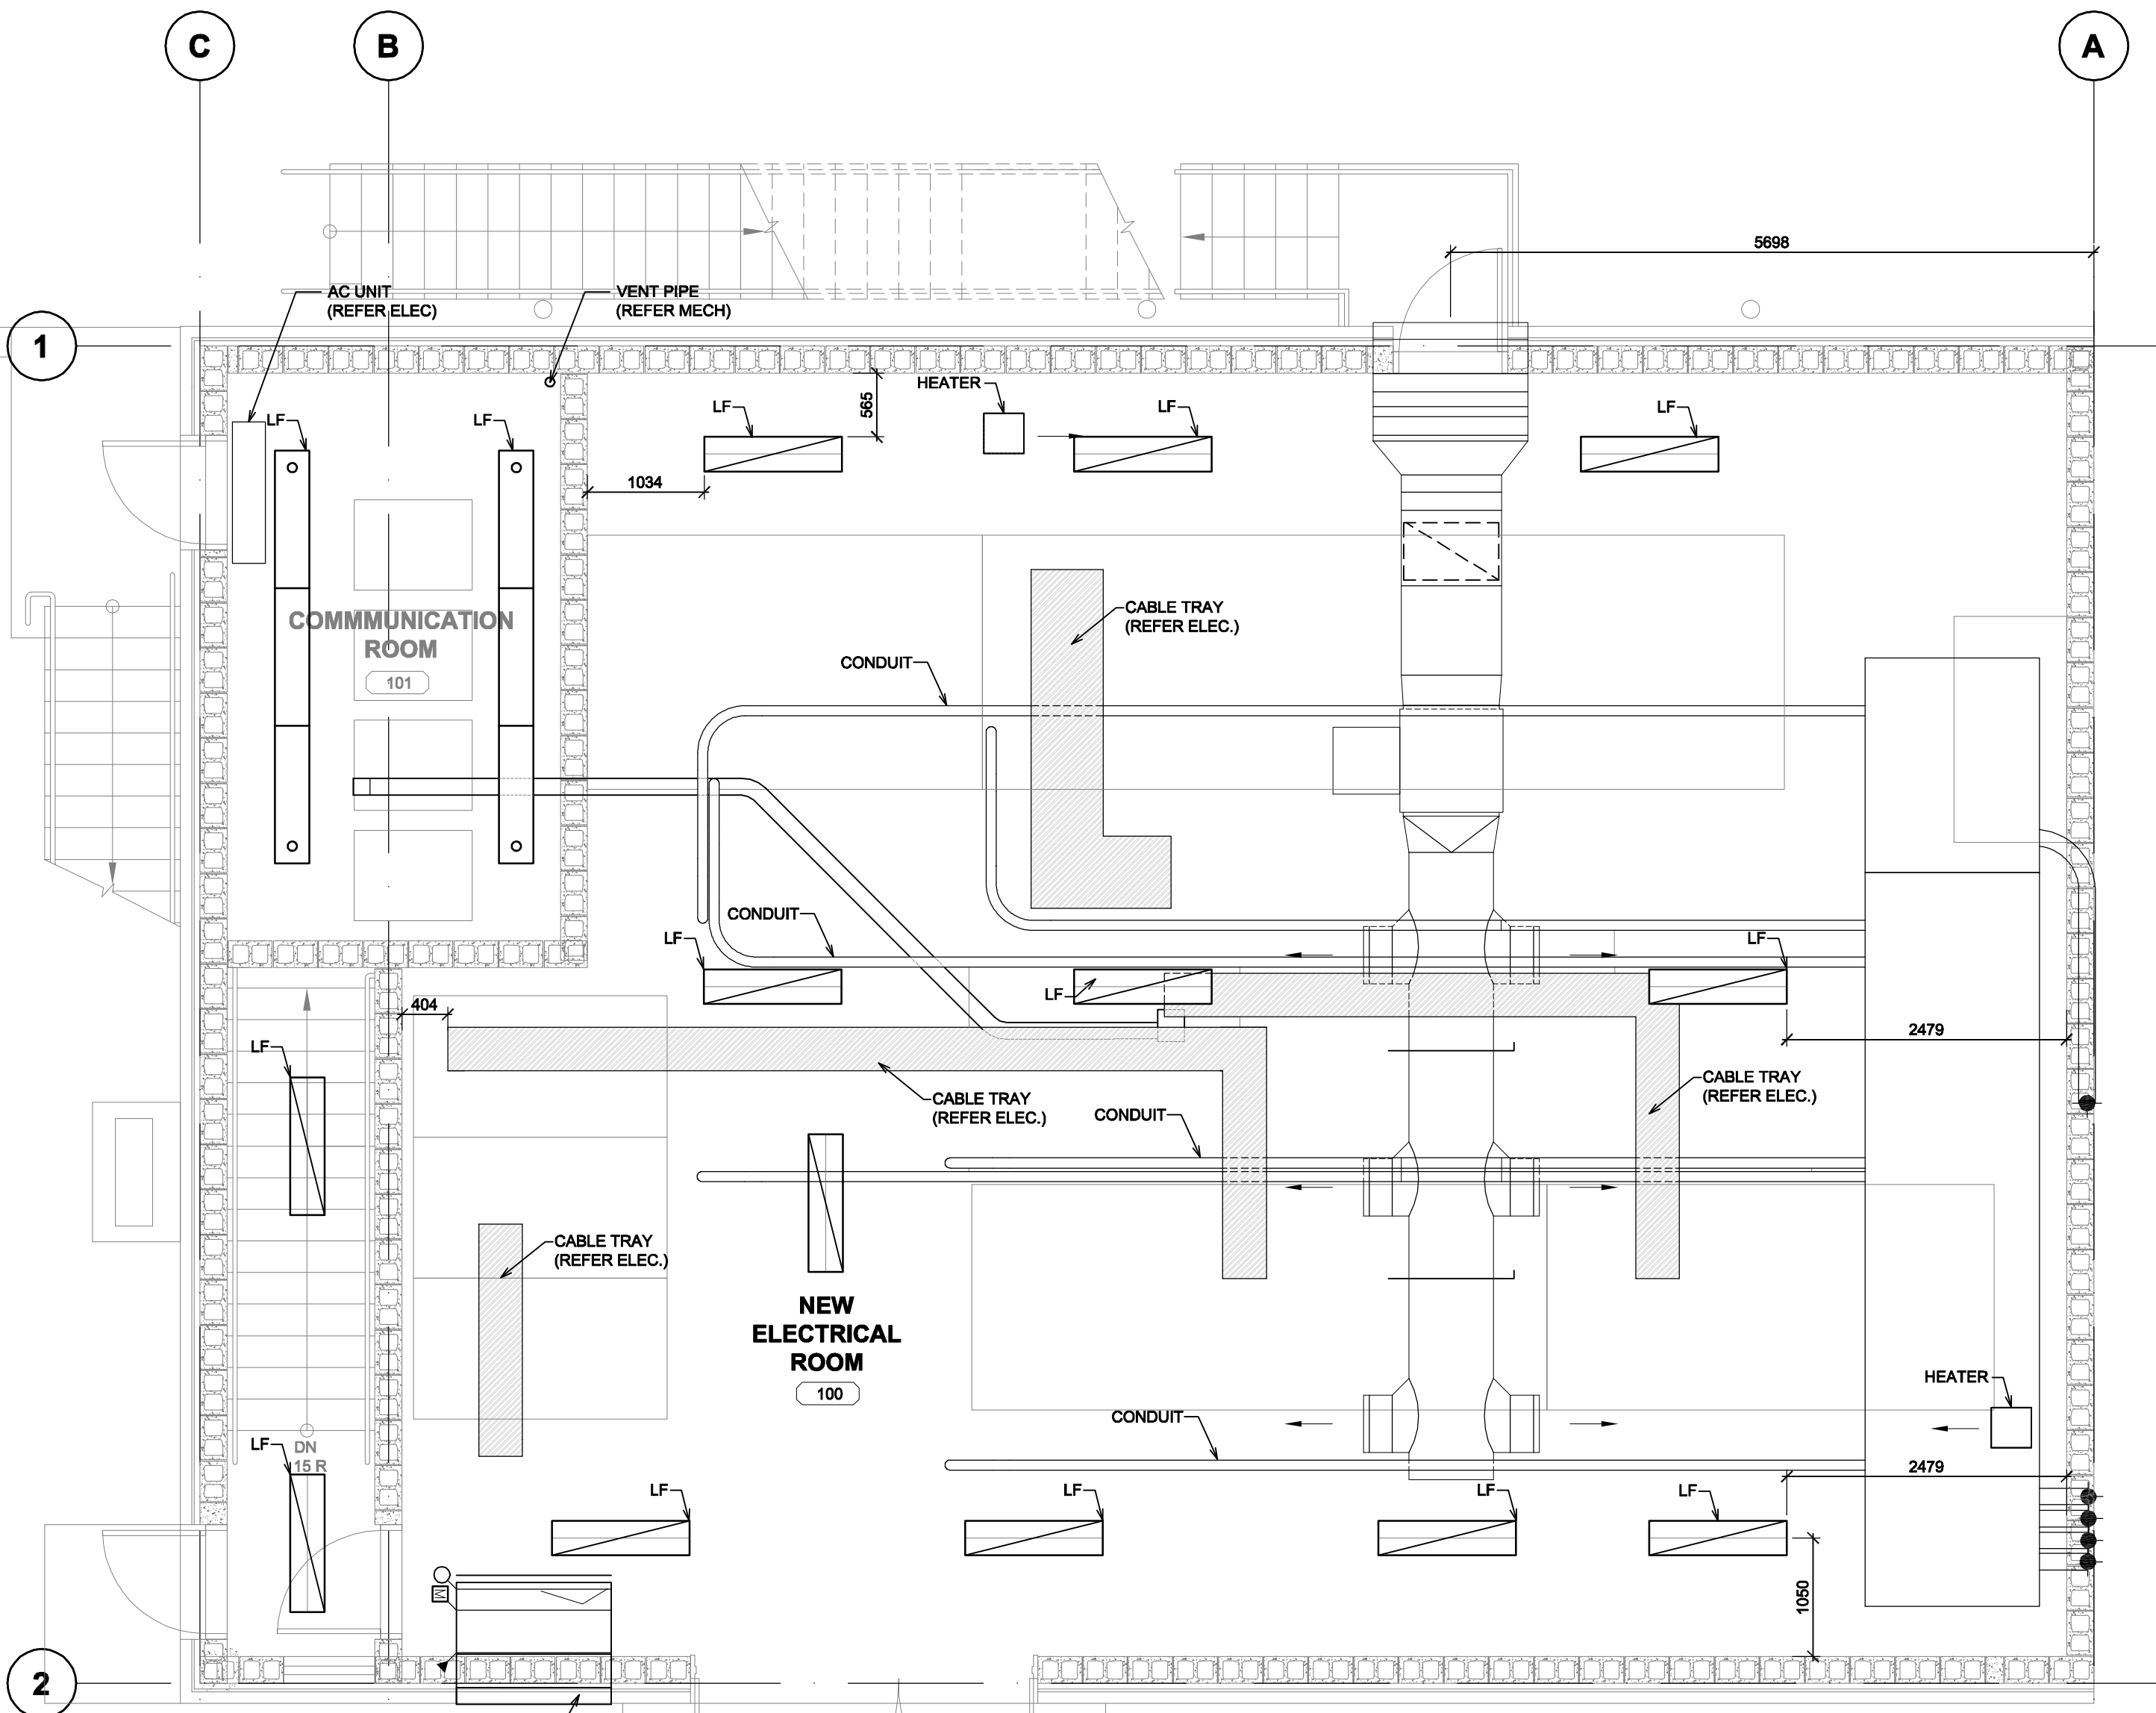 C
B
A
5698
AC UNIT
(REFER ELEC)
VENT PIPE
(REFER MECH)
1
HEATER
565
LF
LF
LF
LF
LF
1034
CABLE TRAY
(REFER ELEC.)
COMMMUNICATION
ROOM
101
CONDUIT
CONDUIT
LF
LF
LF
404
2479
LF
CABLE TRAY
(REFER ELEC.)
CABLE TRAY
(REFER ELEC.)
CONDUIT
CABLE TRAY
(REFER ELEC.)
NEW
ELECTRICAL
ROOM
100
HEATER
CONDUIT
LF
DN
15 R
2479
LF
LF
LF
LF
M
1050
2